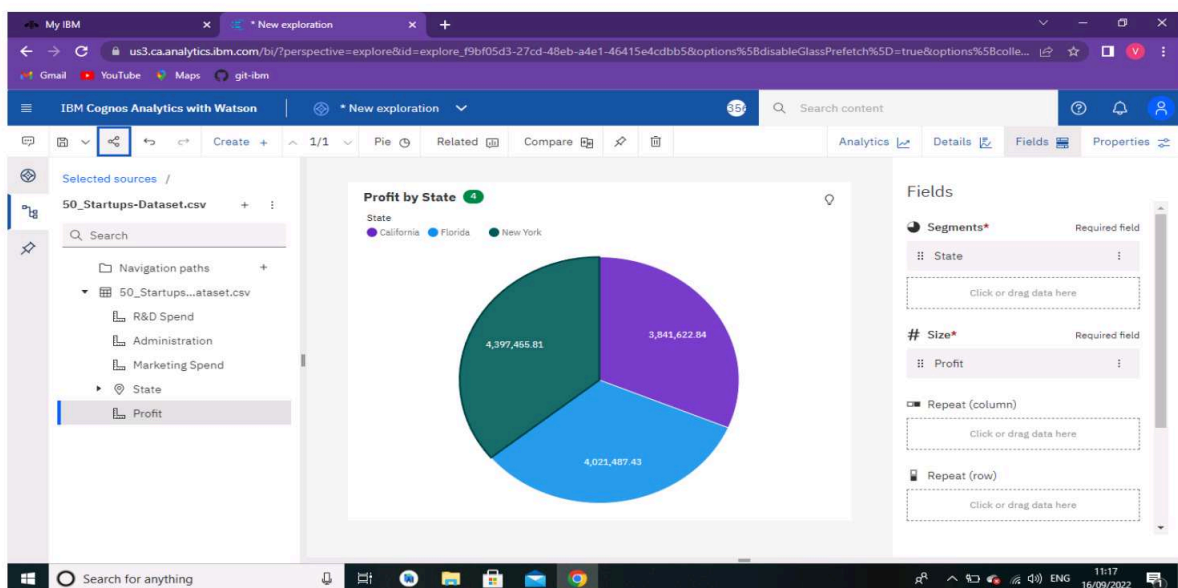 My IBM
* New exploration
us3.ca.analytics.ibm.com/bi/?perspective=explore&id=explore_f9bf05d3-27cd-48eb-a4e1-46415e4cdbb5&options%5BdisableGlassPrefetch%5D=true&options%5Bcolle...
V
Gmail YouTube Maps git-ibm
IBM Cognos Analytics with Watson * New exploration Search content
Create + 1/1 Pie Related Compare Analytics Details Fields Properties
Selected sources /
50_Startups-Dataset.csv
Search
Navigation paths
50_Startups...ataset.csv
R&D Spend
Administration
Marketing Spend
State
Profit
Profit by State 4
State
California Florida New York
4,397,455.81
3,841,622.84
4,021,487.43
Fields
Segments* Required field
State
Click or drag data here
# Size* Required field
Profit
Repeat (column)
Click or drag data here
Repeat (row)
Click or drag data here
Search for anything
ENG
11:17
16/09/2022